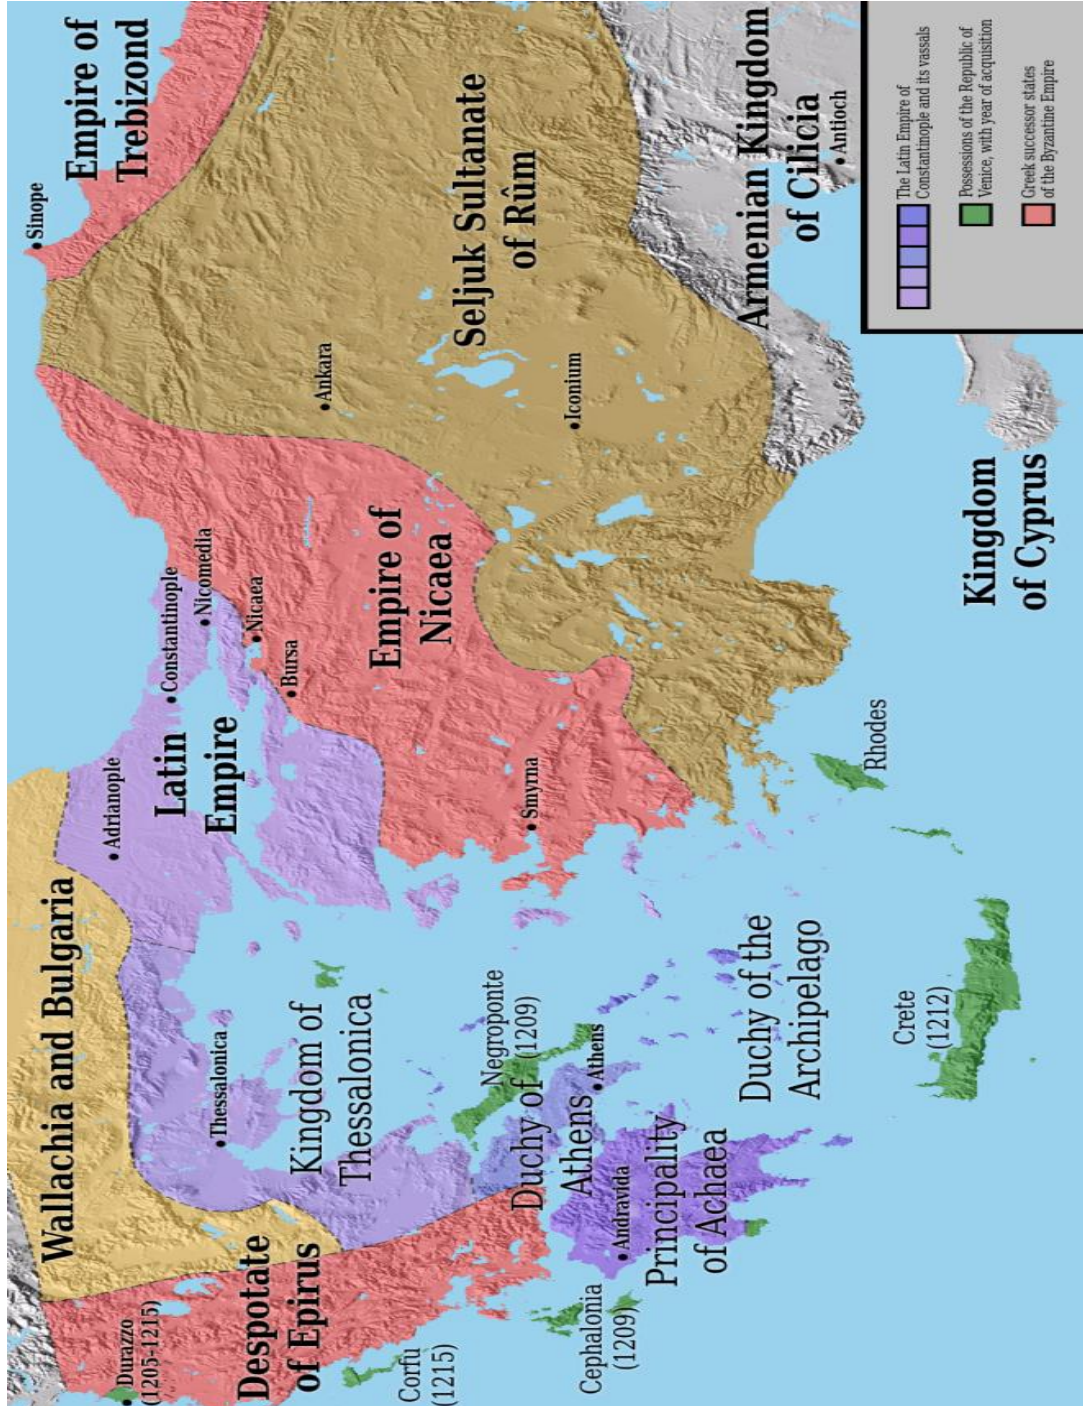 Wallachia and Bulgaria
Adrianople
Latin
Empire
Constantinople
Nicomedia
Nicaea
Bursa
Sinope
Empire of
Trebizond
Durazzo
(1205-1215)
Despotate
of Epirus
Thessalonica
Kingdom of
Thessalonica
Empire of
Nicaea
Ankara
Seljuk Sultanate
of Rûm
Iconium
Corfu
(1215)
Negroponte
(1209)
Duchy of
Athens
Athens
Smyrna
Cephalonia
(1209)
Andravida
Principality
of Achaea
Duchy of the
Archipelago
Rhodes
Armenian Kingdom
of Cilicia
Antioch
Crete
(1212)
Kingdom
of Cyprus
The Latin Empire of
Constantinople and its vassals
Possessions of the Republic of
Venice, with year of acquisition
Greek successor states
of the Byzantine Empire